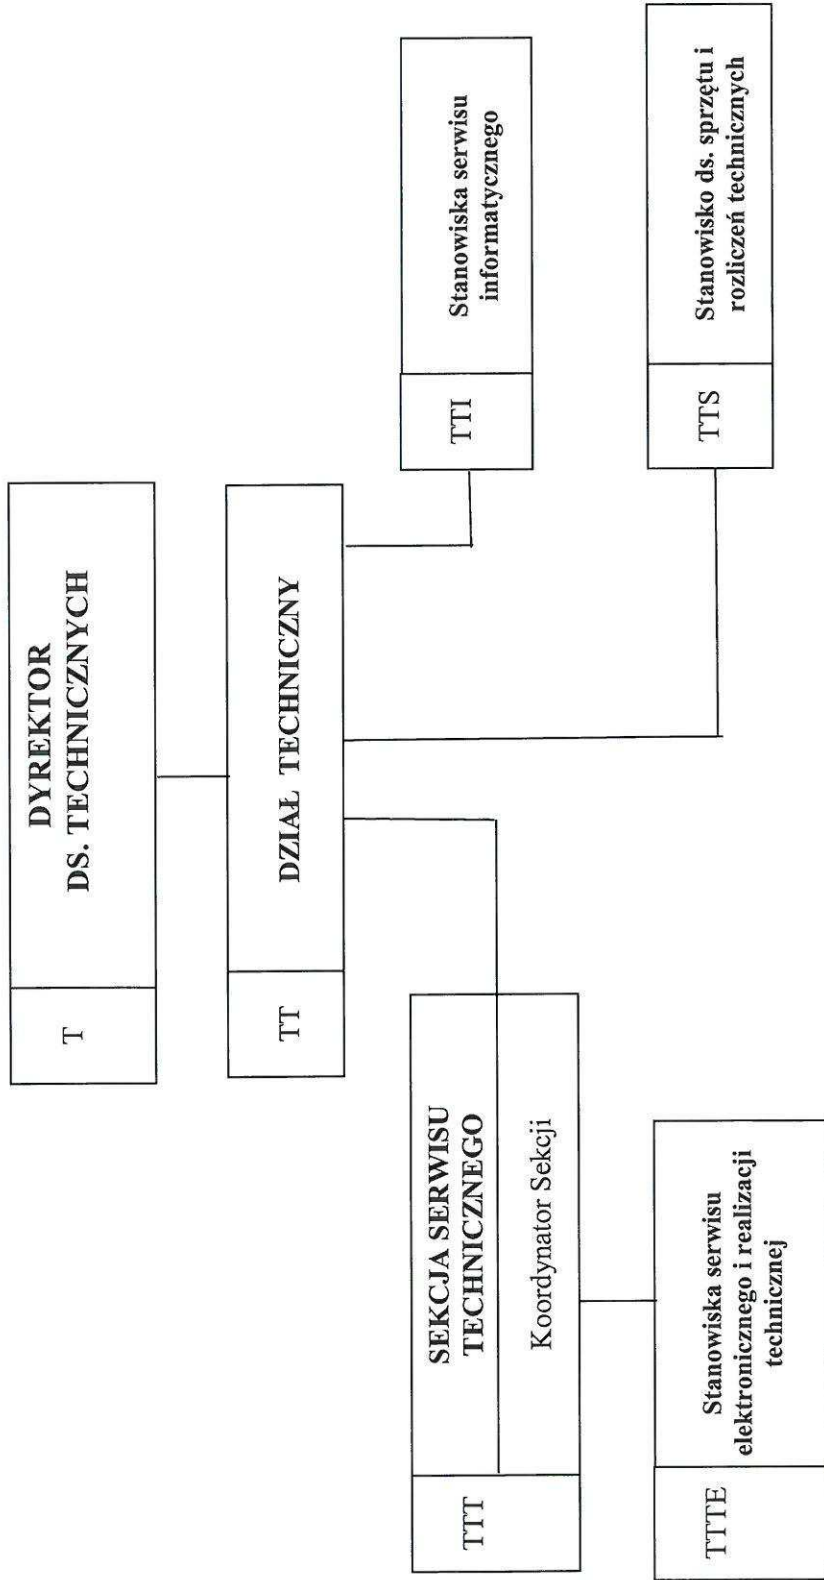 T
DYREKTOR
DS. TECHNICZNYCH
TT
DZIAŁ TECHNICZNY
TTT
SEKCJA SERWISU
TECHNICZNEGO
Koordynator Sekcji
TTI
Stanowiska serwisu
informatycznego
TTTE
Stanowiska serwisu
elektronicznego i realizacji
technicznej
TTS
Stanowisko ds. sprzętu i
rozliczeń technicznych